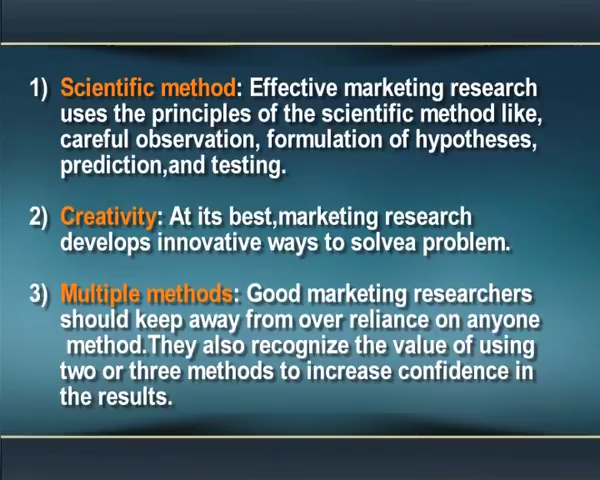 1) Scientific method: Effective marketing research
uses the principles of the scientific method like,
careful observation, formulation of hypotheses,
prediction,and testing.
2) Creativity: At its best,marketing research
develops innovative ways to solvea problem.
3) Multiple methods: Good marketing researchers
should keep away from over reliance on anyone
method.They also recognize the value of using
two or three methods to increase confidence in
the results.